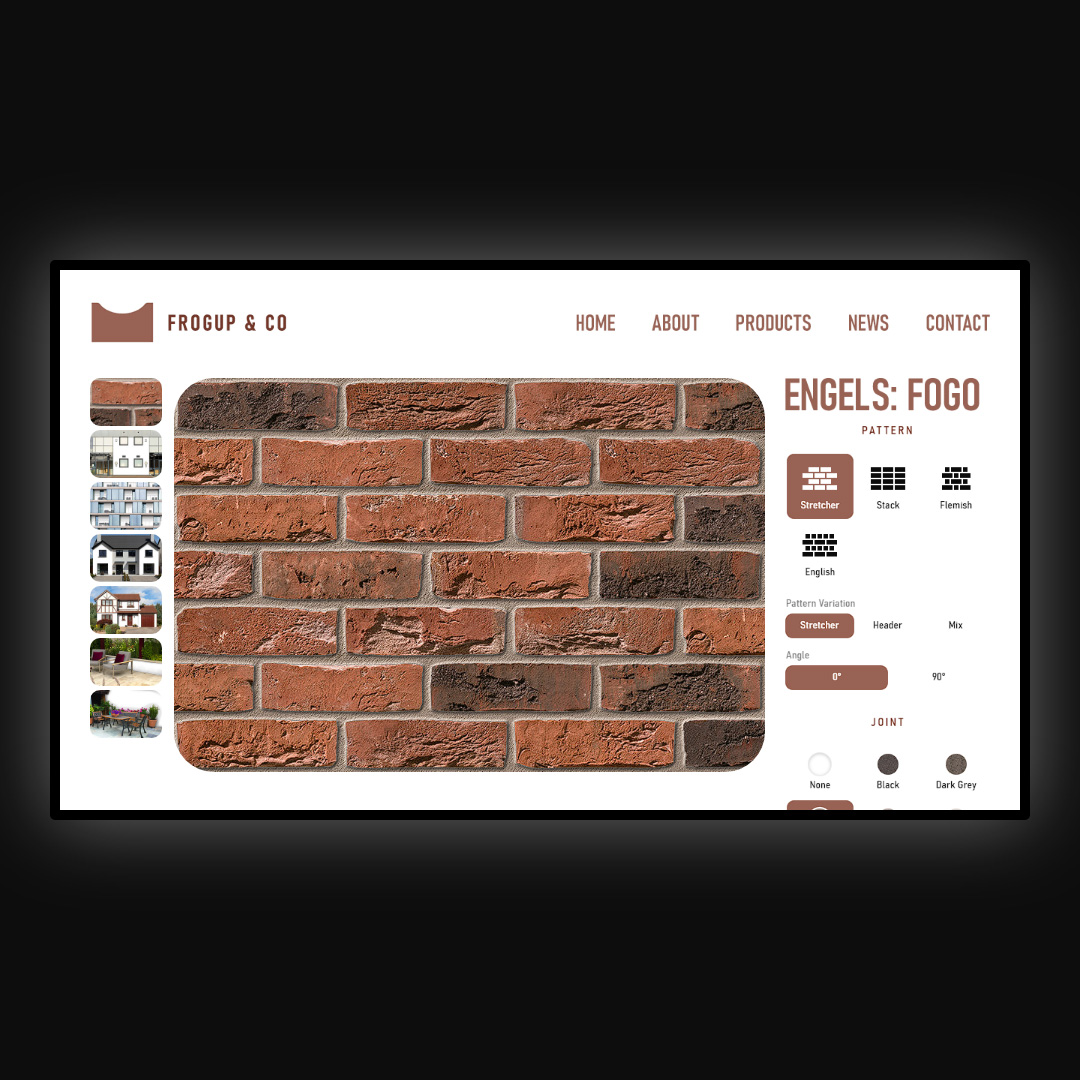 FROGUP & CO
HOME ABOUT PRODUCTS NEWS CONTACT
ENGELS: FOGO
PATTERN
Stretcher Stack Flemish
English
Pattern Variation
Stretcher Header Mix
Angle
0° 90°
JOINT
None Black Dark Grey